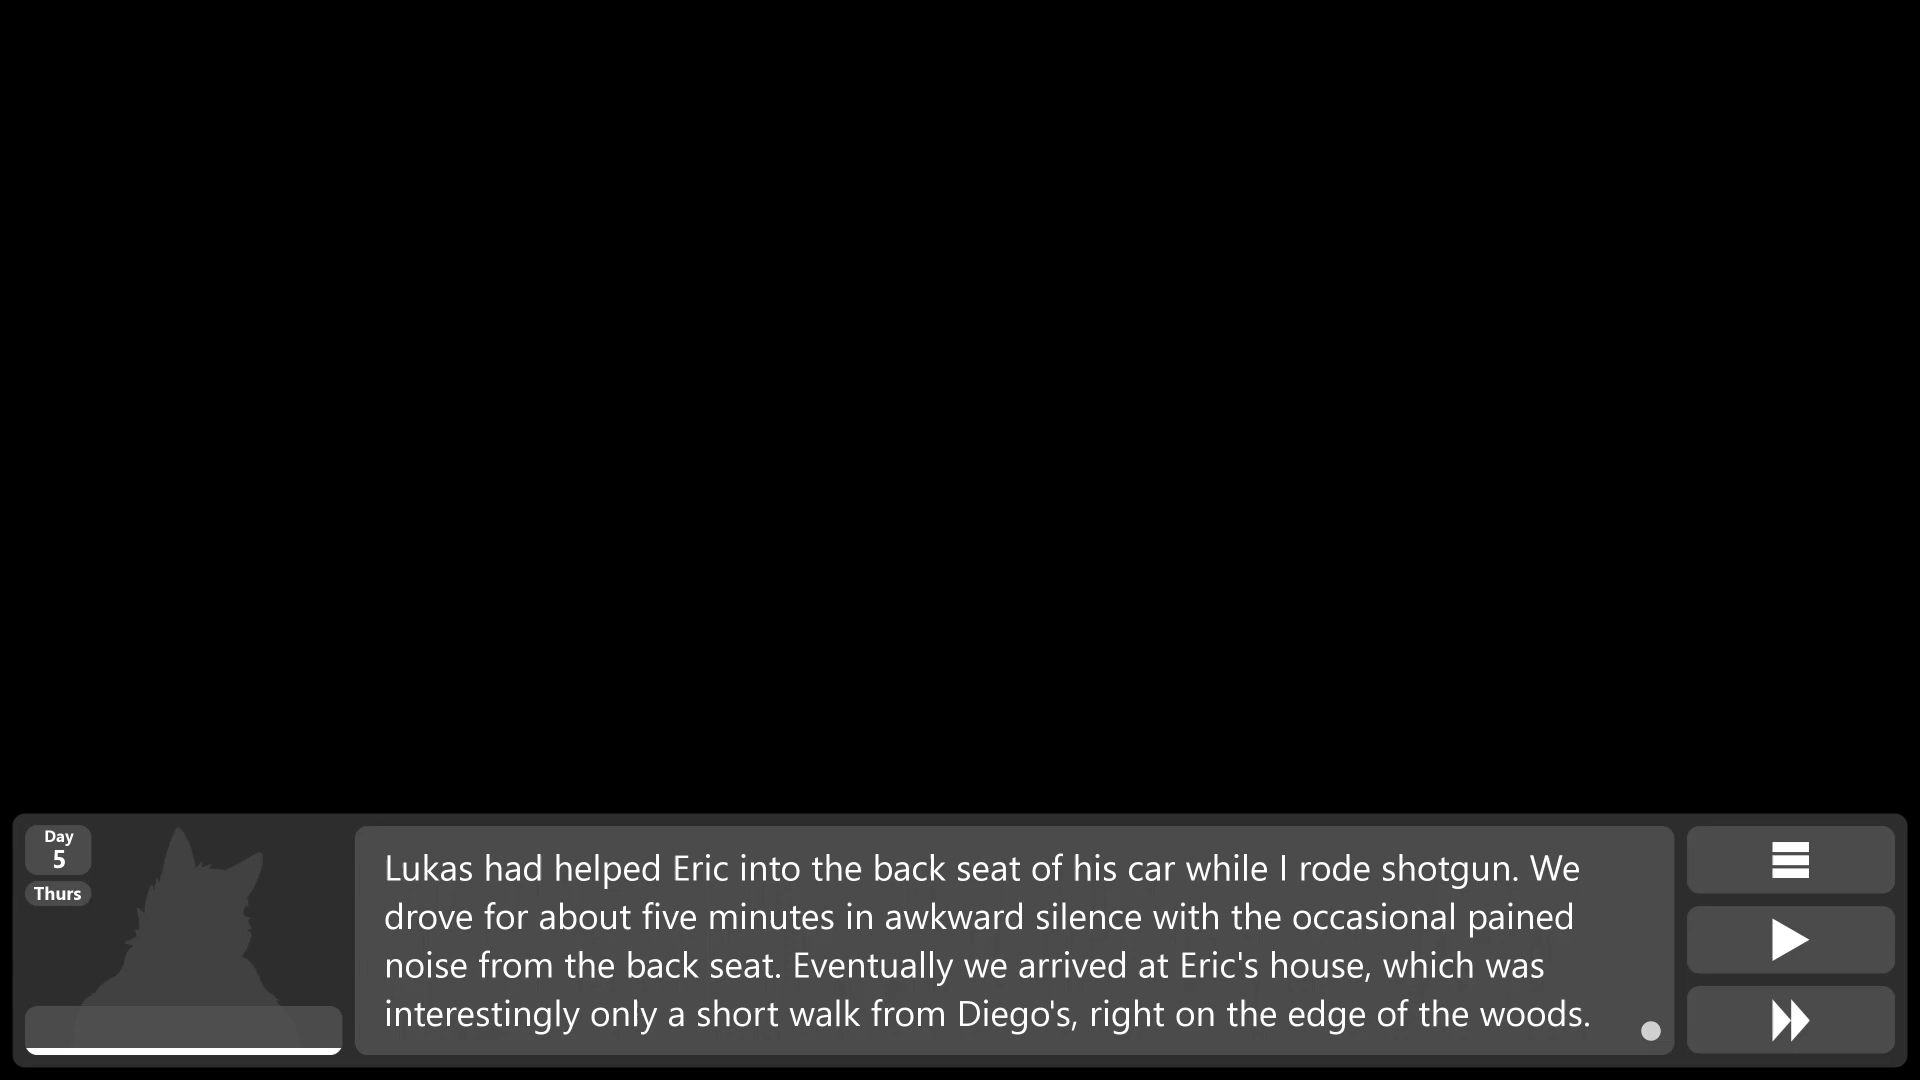 Day
5
Thurs
Lukas had helped Eric into the back seat of his car while I rode shotgun. We
drove for about five minutes in awkward silence with the occasional pained
noise from the back seat. Eventually we arrived at Eric's house, which was
interestingly only a short walk from Diego's, right on the edge of the woods.